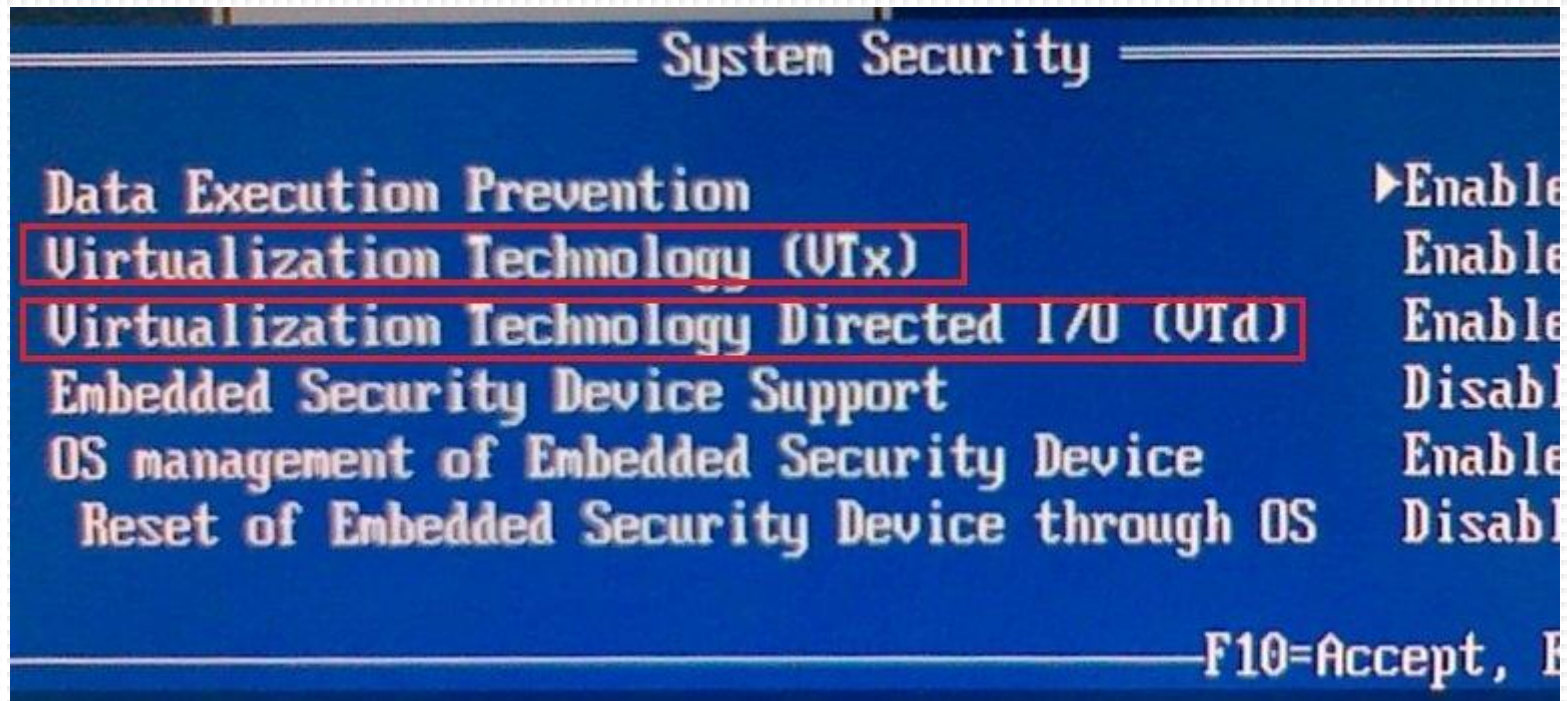 System Security
Data Execution Prevention ►Enable
Virtualization Technology (VTx) Enable
Virtualization Technology Directed I/O (VTd) Enable
Embedded Security Device Support Disabl
OS management of Embedded Security Device Enable
Reset of Embedded Security Device through OS Disabl
F10=Accept,